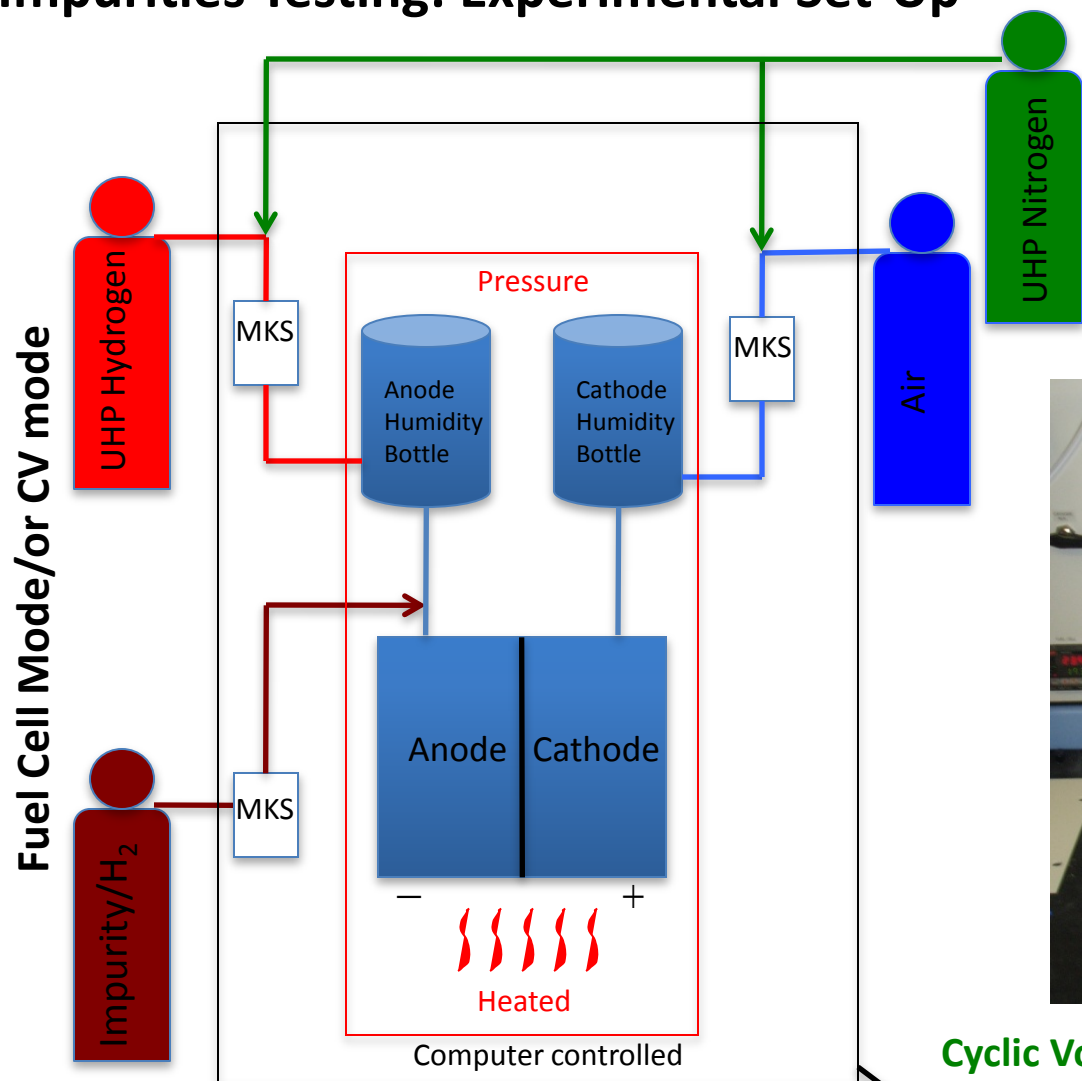 Impurities Testing: Experimental Set-Up
UHP Nitrogen
UHP Hydrogen
Pressure
MKS
MKS
Anode
Humidity
Bottle
Cathode
Humidity
Bottle
Air
Fuel Cell Mode/or CV mode
Anode
Cathode
MKS
Impurity/H₂
−
+
Heated
Computer controlled
Cyclic